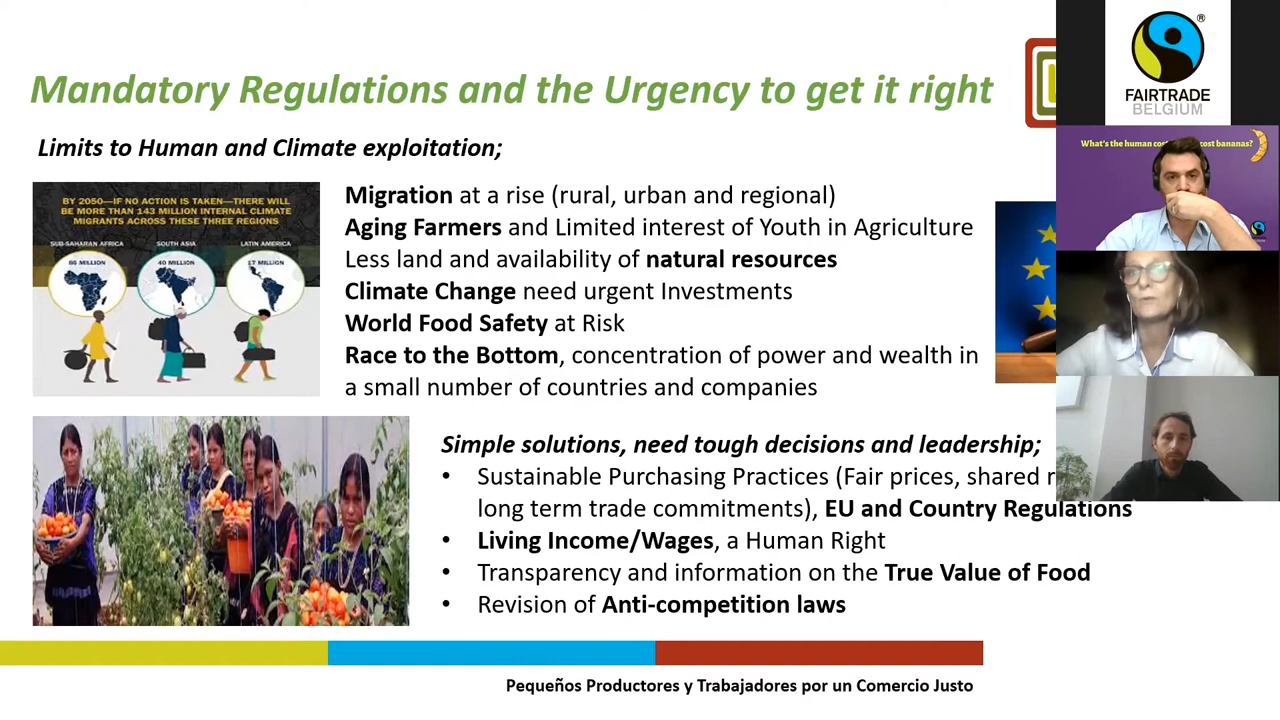 Mandatory Regulations and the Urgency to get it right
Limits to Human and Climate exploitation;
BY 2050—IF NO ACTION IS TAKEN—THERE WILL
BE MORE THAN 143 MILLION INTERNAL CLIMATE
MIGRANTS ACROSS THESE THREE REGIONS
SUB-SAHARAN AFRICA
SOUTH ASIA
LATIN AMERICA
86 MILLION
40 MILLION
17 MILLION
Migration at a rise (rural, urban and regional)
Aging Farmers and Limited interest of Youth in Agriculture
Less land and availability of natural resources
Climate Change need urgent Investments
World Food Safety at Risk
Race to the Bottom, concentration of power and wealth in
a small number of countries and companies
Simple solutions, need tough decisions and leadership;
• Sustainable Purchasing Practices (Fair prices, shared
long term trade commitments), EU and Country Regulations
• Living Income/Wages, a Human Right
• Transparency and information on the True Value of Food
• Revision of Anti-competition laws
Pequeños Productores y Trabajadores por un Comercio Justo
®
FAIRTRADE
BELGIUM
What's the human cost bananas?